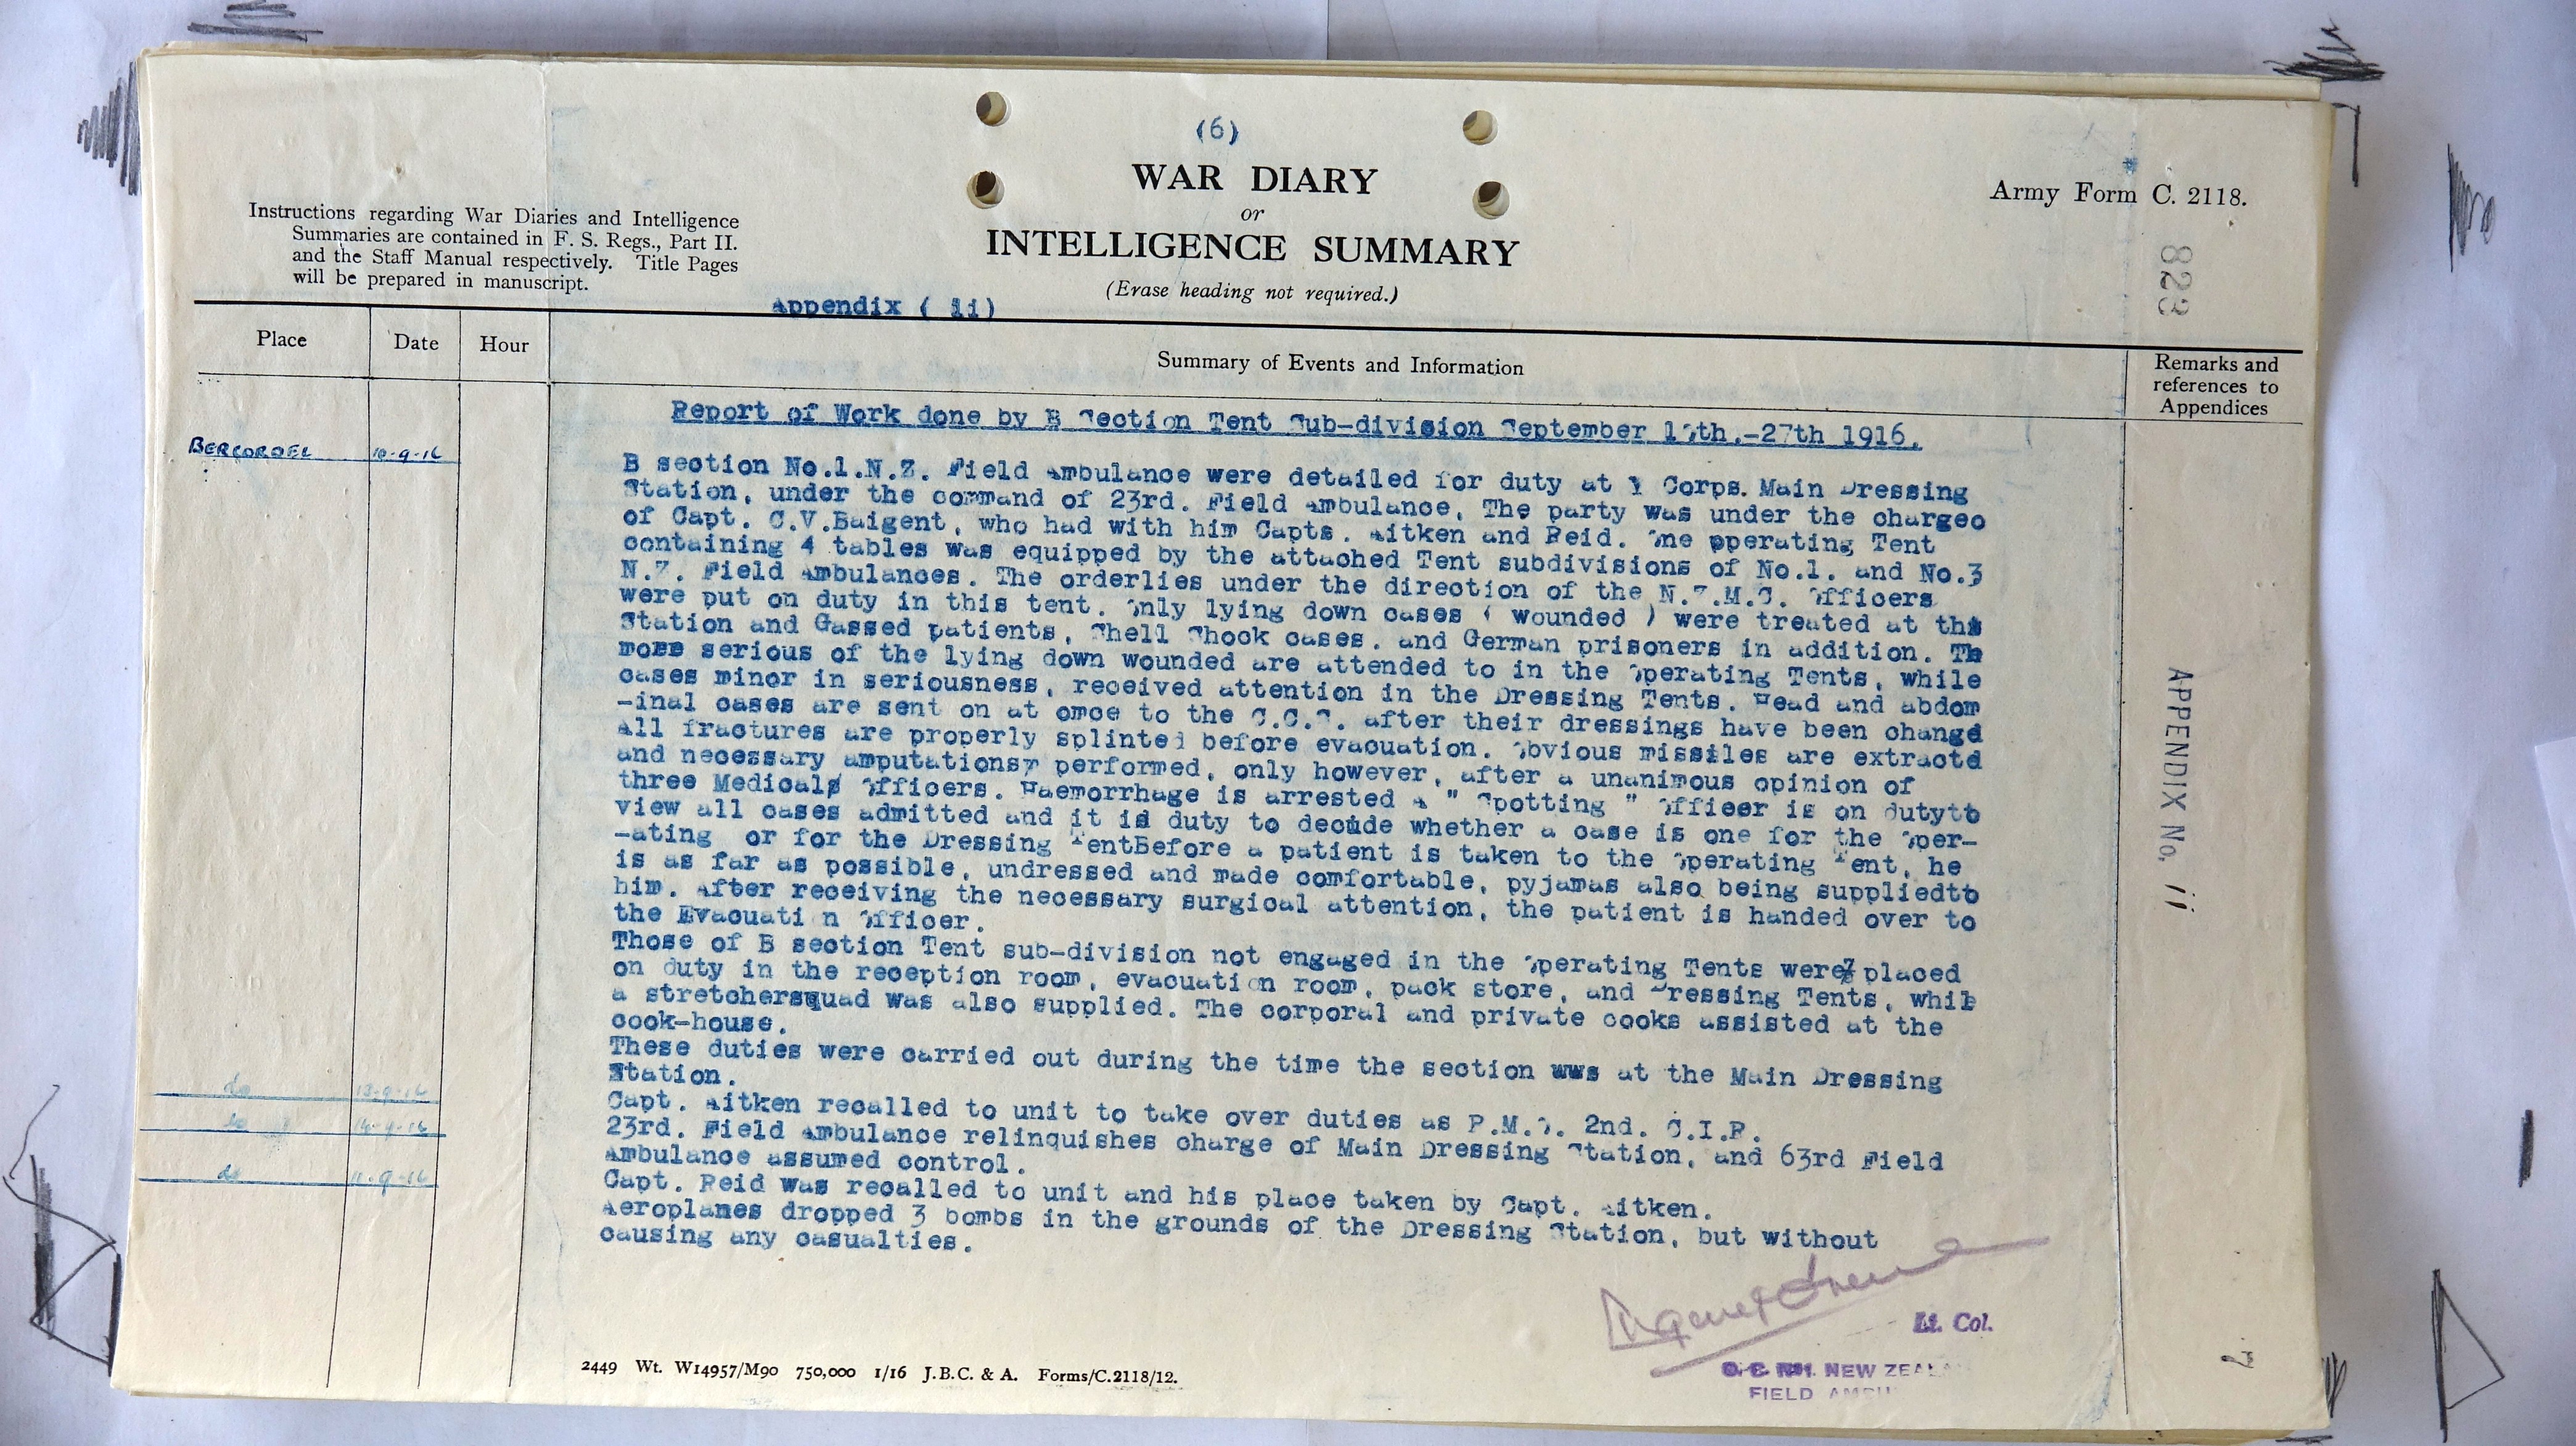 (6)
WAR DIARY
or
INTELLIGENCE SUMMARY
(Erase heading not required.)
Army Form C. 2118.
823
Instructions regarding War Diaries and Intelligence
Summaries are contained in F. S. Regs., Part II.
and the Staff Manual respectively. Title Pages
will be prepared in manuscript.
Appendix ( ii)
Place
Date
Hour
Summary of Events and Information
Remarks and
references to
Appendices
Report of Work done by B Section Tent Sub-division September -27th 1916.
BERCORDEL 10-9-16
B section No.1.N.Z. Field Ambulance were detailed for duty at Corps. Main Dressing
Station, under the command of 23rd. Field Ambulance. The party was under the chargeo
of Capt. C.V.Baigent, who had with him Capts. Aitken and Reid. One pperating Tent
containing 4 tables was equipped by the attached Tent subdivisions of No.1. and No.3
N.Z. Field Ambulances. The orderlies under the direction of the N.Z.M.C. Officers
were put on duty in this tent. Only lying down cases ( wounded ) were treated at this
Station and Gassed patients, Shell Shock cases. and German prisoners in addition. The
more serious of the lying down wounded are attended to in the Operating Tents, while
cases minor in seriousness, received attention in the Dressing Tents. Head and abdom
-inal cases are sent on at omce to the C.C.S. after their dressings have been changed
All fractures are properly splinted before evacuation. Obvious missiles are extractd
and necessary amputations performed, only however, after a unanimous opinion of
three Medical Officers. Haemorrhage is arrested A " Spotting " Officer is on dutyto
view all cases admitted and it id duty to decide whether a case is one for the Oper-
-ating or for the Dressing TentBefore a patient is taken to the Operating Tent, he
is as far as possible, undressed and made comfortable, pyjamas also being suppliedto
him. After receiving the necessary surgical attention, the patient is handed over to
the Evacuati n Officer.
Those of B section Tent sub-division not engaged in the Operating Tents were placed
on duty in the reception room, evacuation room, pack store, and Dressing Tents, while
a stretchersquad was also supplied. The corporal and private cooks assisted at the
cook-house.
These duties were carried out during the time the section wws at the Main Dressing
Station.
do 13-9-16
Capt. Aitken recalled to unit to take over duties as P.M.O. 2nd. C.I.R.
do 14-9-16
23rd. Field Ambulance relinquishes charge of Main Dressing Station, and 63rd Field
Ambulance assumed control.
do -9-16
Capt. Reid was recalled to unit and his place taken by Capt. Aitken.
Aeroplanes dropped 3 bombs in the grounds of the Dressing Station, but without
causing any casualties.
APPENDIX No. ii
Lt. Col.
O. C. No1. NEW ZEAL
FIELD AMBU
2449 Wt. W14957/M90 750,000 1/16 J.B.C. & A. Forms/C.2118/12.
7